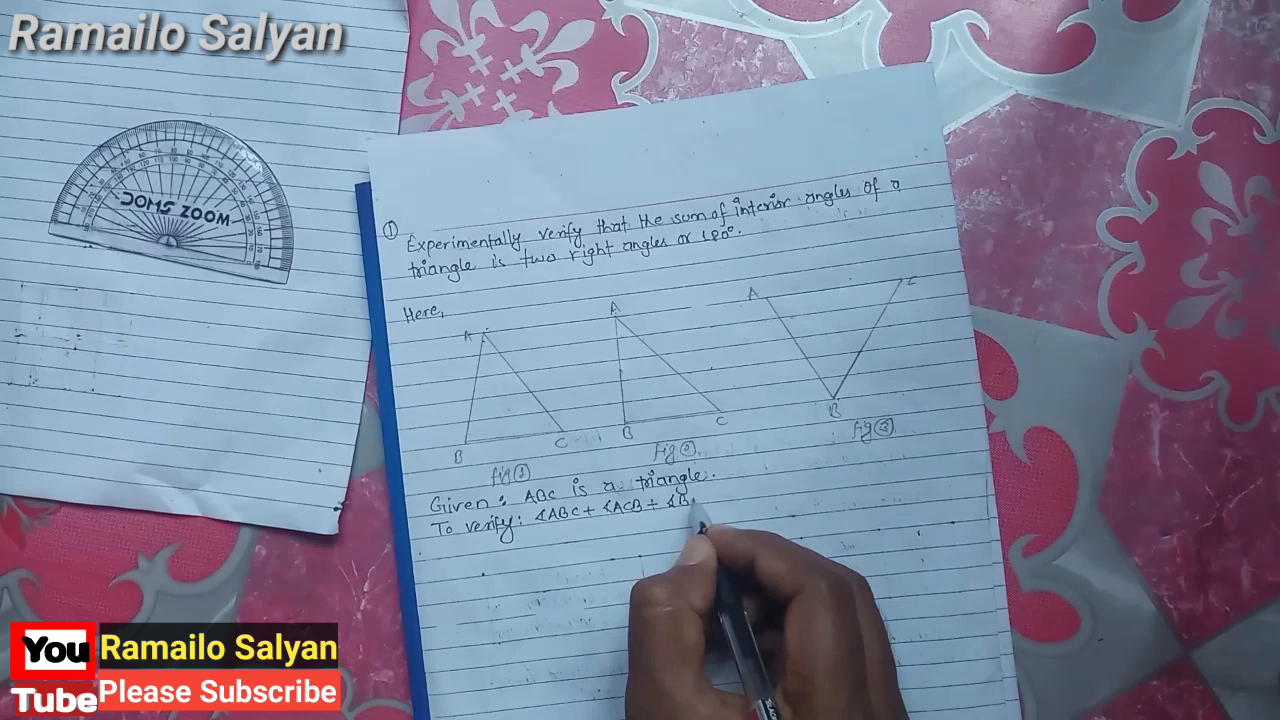 Ramailo Salyan
DOMS ZOOM
① Experimentally verify that the sum of interior angles of a
triangle is two right angles or 180°.
Here,
A
B
C
fig ①
A
B
C
fig ②
A
C
B
fig ③
Given: ABC is a triangle.
To verify: ∡ABC + ∡ACB + ∡B
You
Tube
Ramailo Salyan
Please Subscribe